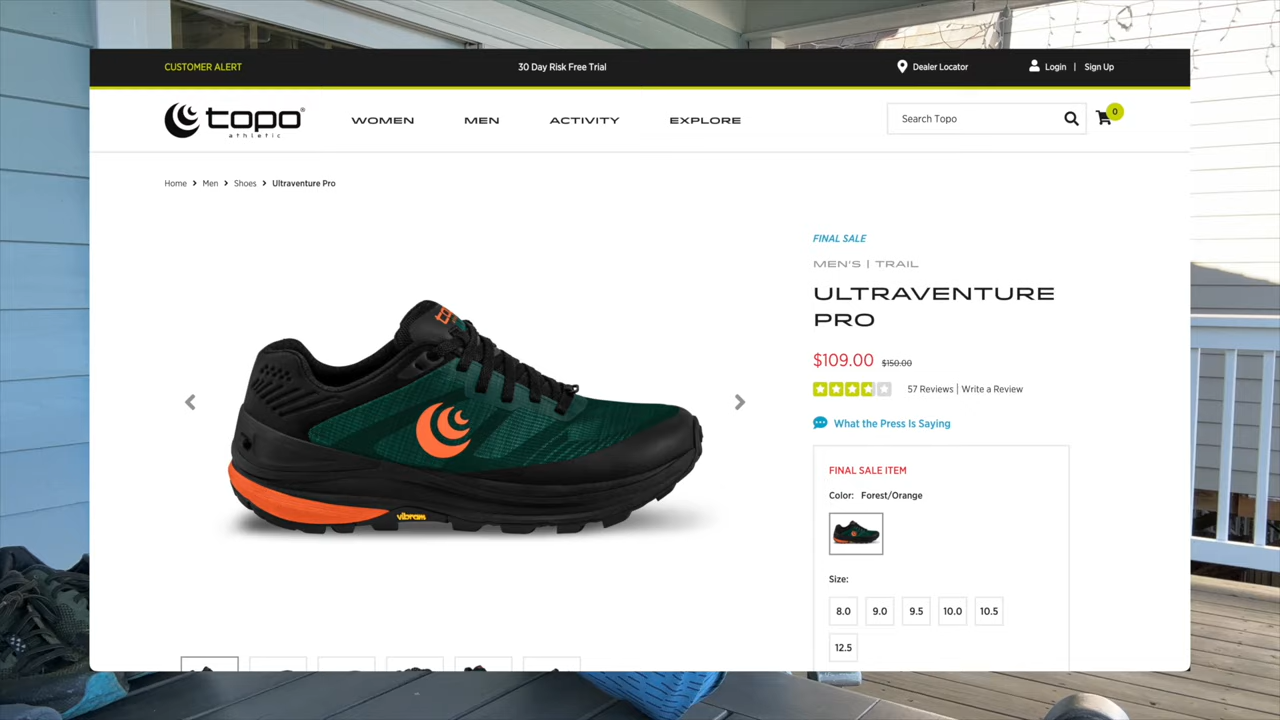 CUSTOMER ALERT
30 Day Risk Free Trial
Dealer Locator
Login | Sign Up
topo®
athletic
WOMEN
MEN
ACTIVITY
EXPLORE
Search Topo
0
Home > Men > Shoes > Ultraventure Pro
FINAL SALE
MEN'S | TRAIL
ULTRAVENTURE
PRO
$109.00 $150.00
57 Reviews | Write a Review
What the Press Is Saying
FINAL SALE ITEM
Color: Forest/Orange
Size:
8.0 9.0 9.5 10.0 10.5
12.5
topo
vibram